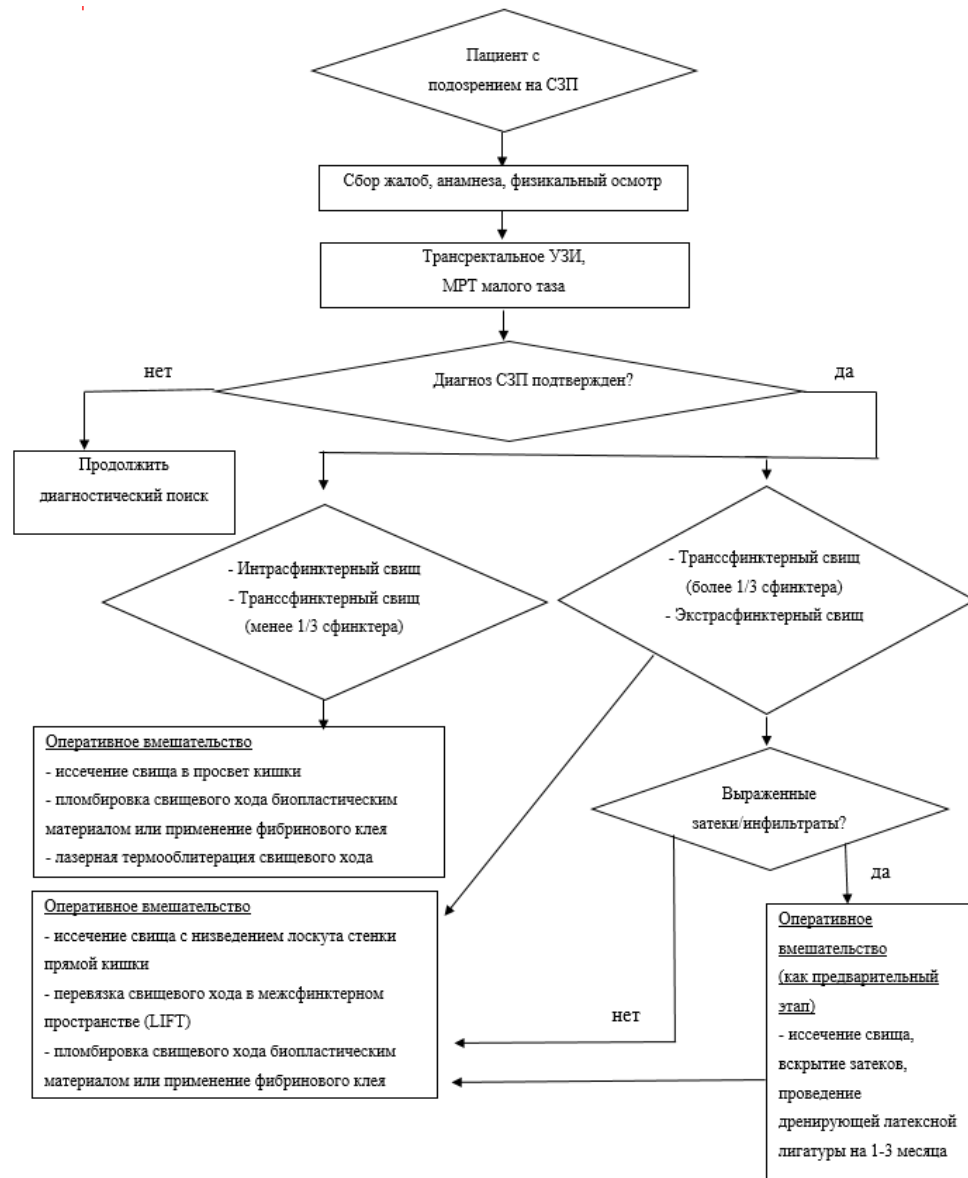 Пациент с
подозрением на СЗП
Сбор жалоб, анамнеза, физикальный осмотр
Трансректальное УЗИ,
МРТ малого таза
нет
Диагноз СЗП подтвержден?
да
Продолжить
диагностический поиск
- Интрасфинктерный свищ
- Транссфинктерный свищ
(менее 1/3 сфинктера)
- Транссфинктерный свищ
(более 1/3 сфинктера)
- Экстрасфинктерный свищ
Оперативное вмешательство
- иссечение свища в просвет кишки
- пломбировка свищевого хода биопластическим
материалом или применение фибринового клея
- лазерная термооблитерация свищевого хода
Выраженные
затеки/инфильтраты?
да
Оперативное вмешательство
- иссечение свища с низведением лоскута стенки
прямой кишки
- перевязка свищевого хода в межсфинктерном
пространстве (LIFT)
- пломбировка свищевого хода биопластическим
материалом или применение фибринового клея
нет
Оперативное
вмешательство
(как предварительный
этап)
- иссечение свища,
вскрытие затеков,
проведение
дренирующей латексной
лигатуры на 1-3 месяца